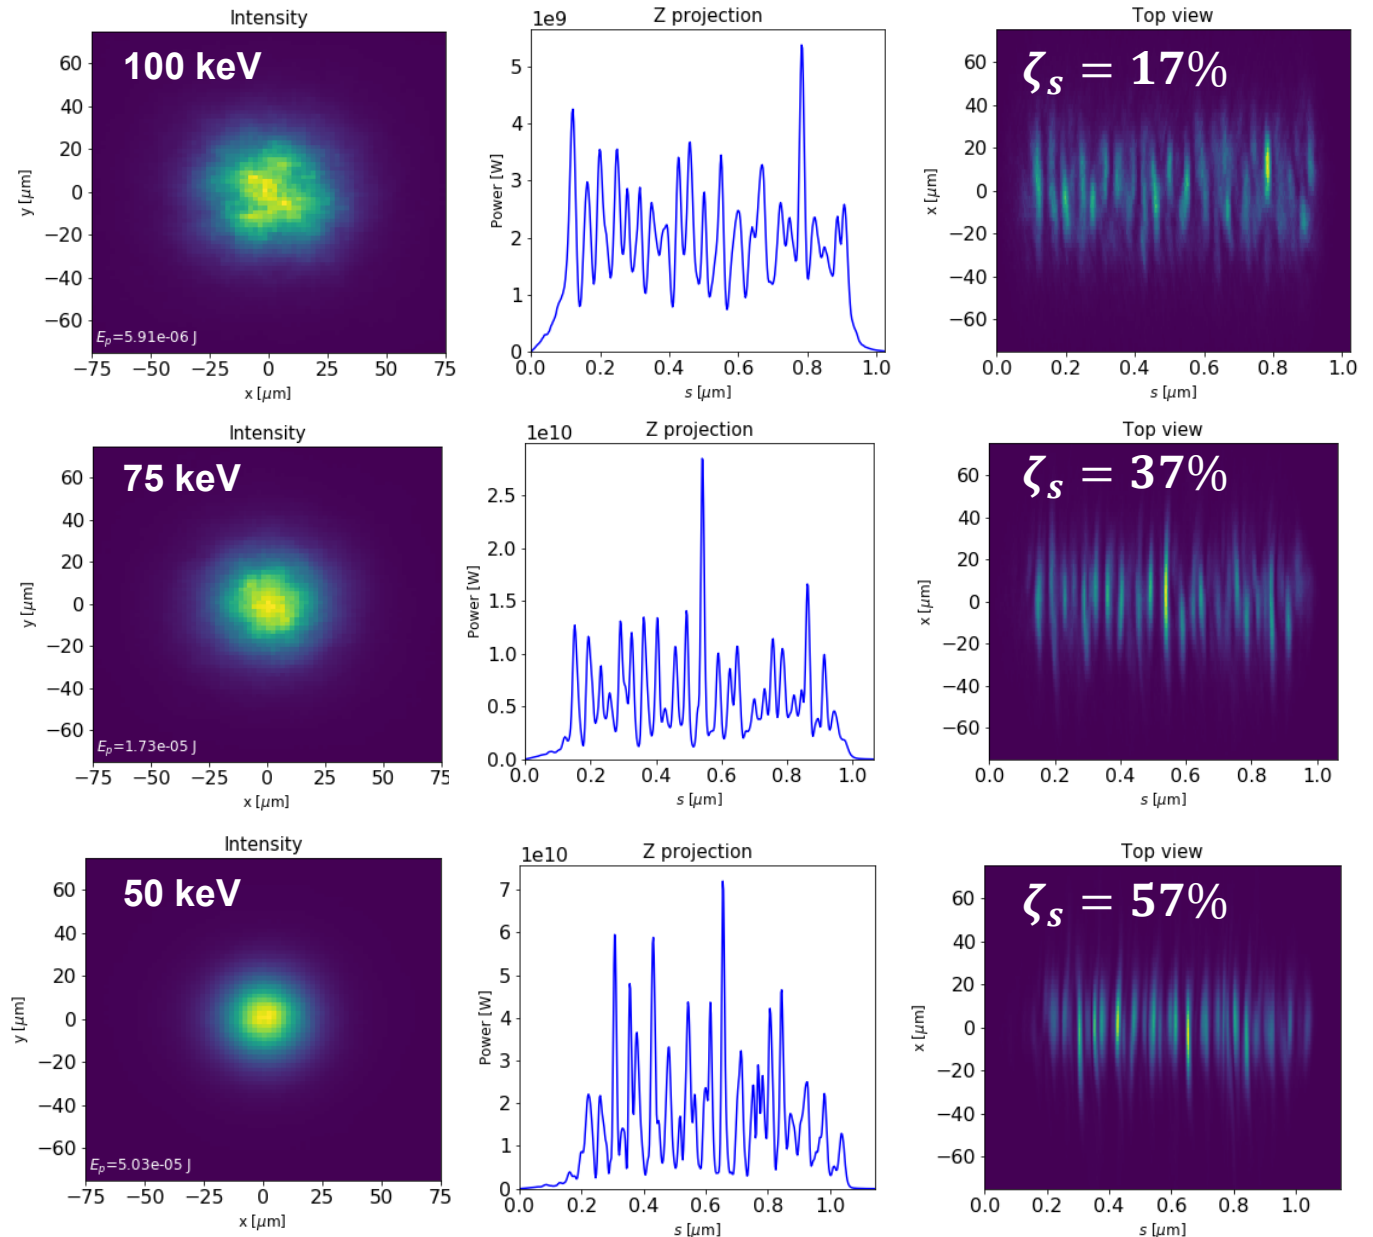 Intensity
Z projection
Top view
100 keV
1e9
ζₛ = 17%
60
40
20
0
−20
−40
−60
y [μm]
E_p=5.91e-06 J
−75 −50 −25 0 25 50 75
x [μm]
5
4
3
2
1
0
Power [W]
0.0 0.2 0.4 0.6 0.8 1.0
s [μm]
60
40
20
0
−20
−40
−60
x [μm]
0.0 0.2 0.4 0.6 0.8 1.0
s [μm]
Intensity
Z projection
Top view
75 keV
1e10
ζₛ = 37%
60
40
20
0
−20
−40
−60
y [μm]
E_p=1.73e-05 J
−75 −50 −25 0 25 50 75
x [μm]
2.5
2.0
1.5
1.0
0.5
0.0
Power [W]
0.0 0.2 0.4 0.6 0.8 1.0
s [μm]
60
40
20
0
−20
−40
−60
x [μm]
0.0 0.2 0.4 0.6 0.8 1.0
s [μm]
Intensity
Z projection
Top view
50 keV
1e10
ζₛ = 57%
60
40
20
0
−20
−40
−60
y [μm]
E_p=5.03e-05 J
−75 −50 −25 0 25 50 75
x [μm]
7
6
5
4
3
2
1
0
Power [W]
0.0 0.2 0.4 0.6 0.8 1.0
s [μm]
60
40
20
0
−20
−40
−60
x [μm]
0.0 0.2 0.4 0.6 0.8 1.0
s [μm]